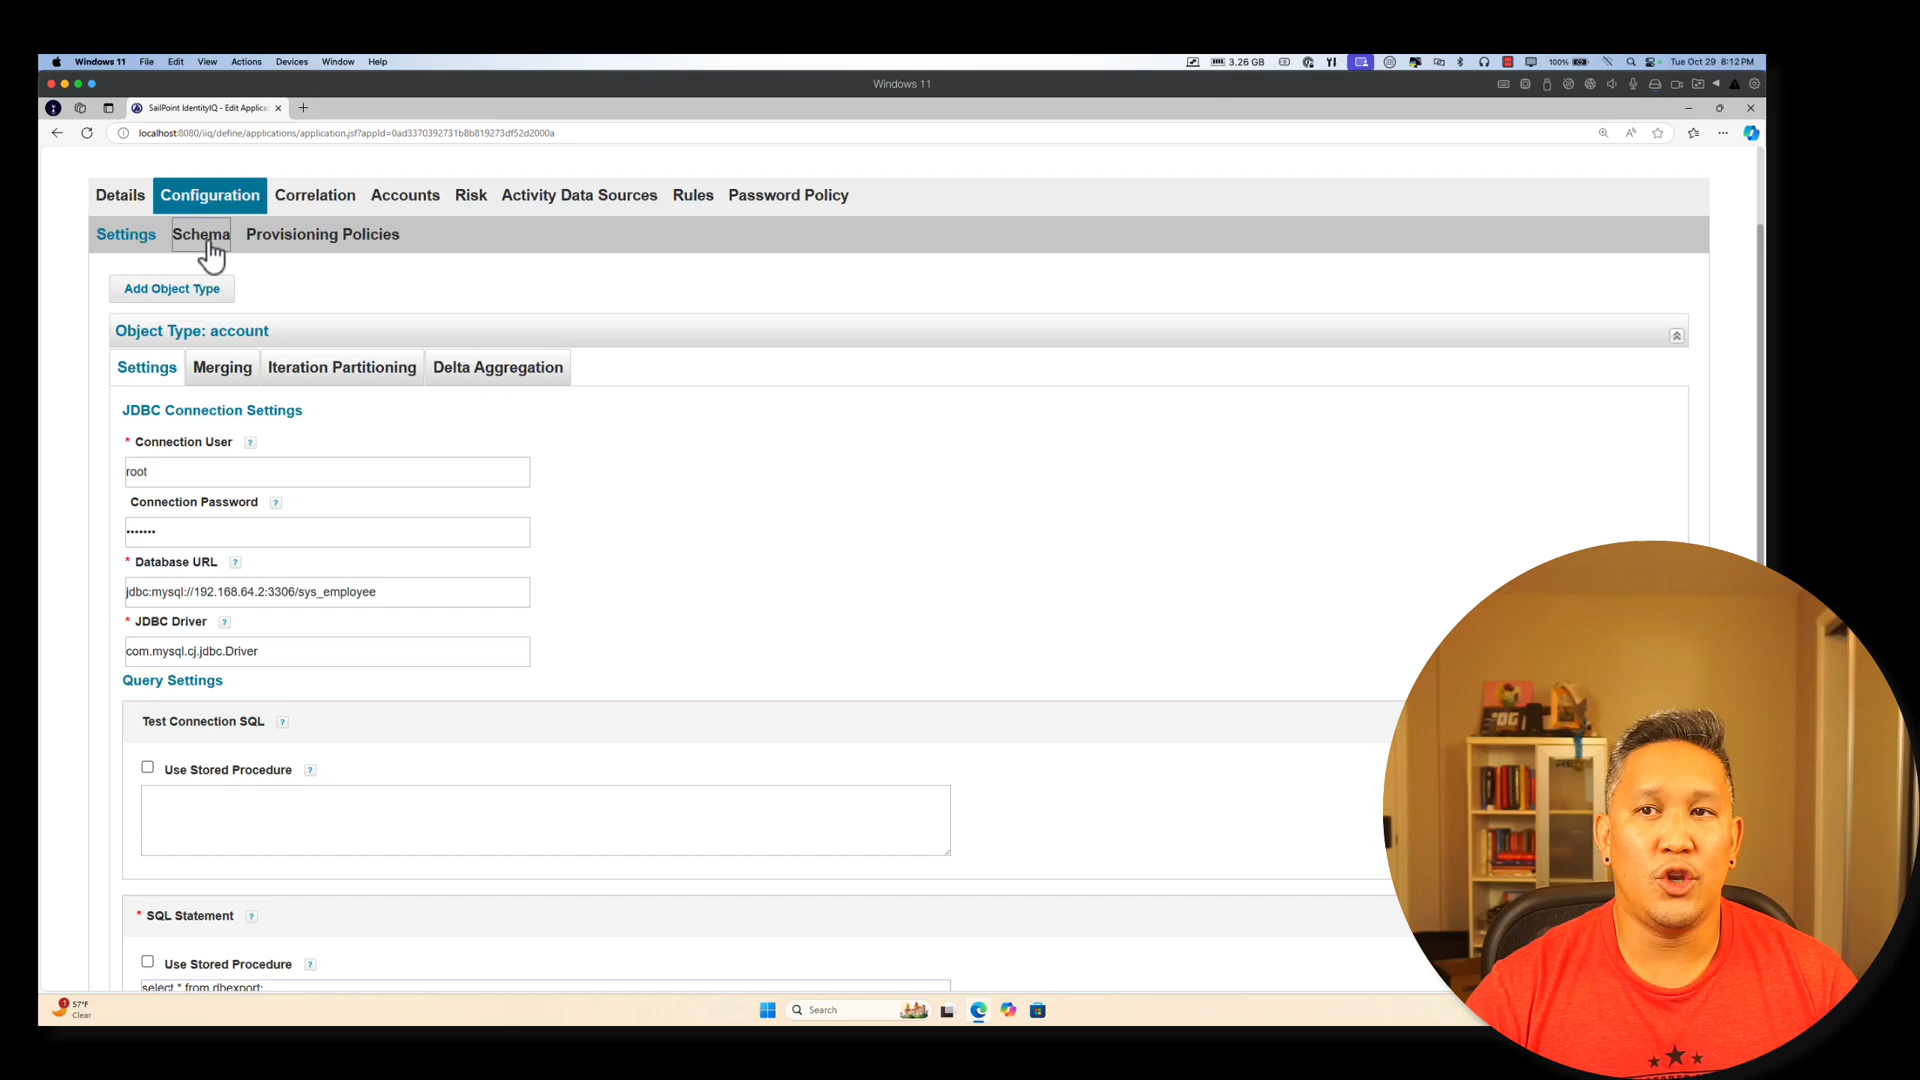 Windows 11 File Edit View Actions Devices Window Help 3.26 GB 100% Tue Oct 29 8:12 PM
Windows 11
SailPoint IdentityIQ - Edit Applica
localhost:8080/iiq/define/applications/application.jsf?appId=0ad3370392731b8b819273df52d2000a
Details Configuration Correlation Accounts Risk Activity Data Sources Rules Password Policy
Settings Schema Provisioning Policies
Add Object Type
Object Type: account
Settings Merging Iteration Partitioning Delta Aggregation
JDBC Connection Settings
* Connection User ?
root
Connection Password ?
•••••••
* Database URL ?
jdbc:mysql://192.168.64.2:3306/sys_employee
* JDBC Driver ?
com.mysql.cj.jdbc.Driver
Query Settings
Test Connection SQL ?
Use Stored Procedure ?
* SQL Statement ?
Use Stored Procedure ?
select * from dbexport;
1 57°F
Clear
Search